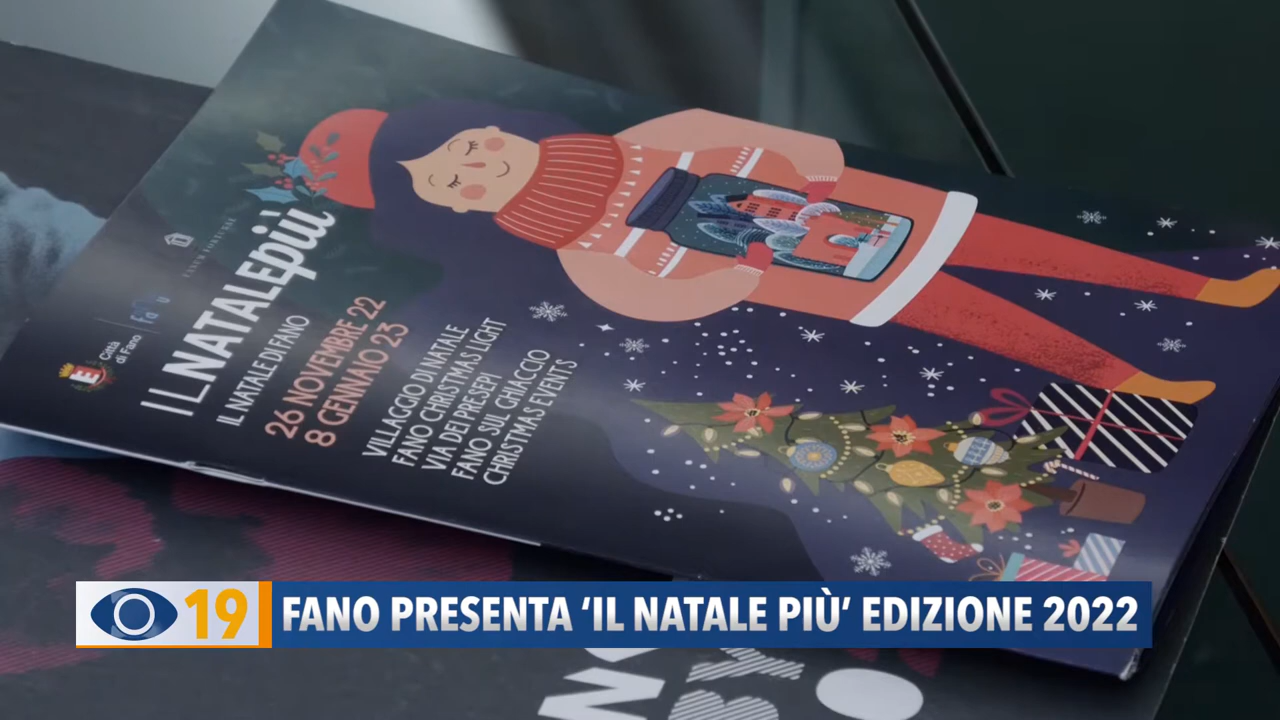 Città
di Fano
FANUM FORTUNAE
IL NATALE più
IL NATALE DI FANO
26 NOVEMBRE 22
8 GENNAIO 23
VILLAGGIO DI NATALE
FANO CHRISTMAS LIGHT
VIA DEI PRESEPI
FANO SUL GHIACCIO
CHRISTMAS EVENTS
19
FANO PRESENTA ‘IL NATALE PIÙ’ EDIZIONE 2022